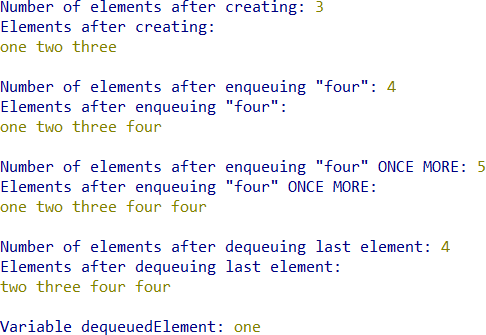 Number of elements after creating: 3
Elements after creating:
one two three
Number of elements after enqueuing "four": 4
Elements after enqueuing "four":
one two three four
Number of elements after enqueuing "four" ONCE MORE: 5
Elements after enqueuing "four" ONCE MORE:
one two three four four
Number of elements after dequeuing last element: 4
Elements after dequeuing last element:
two three four four
Variable dequeuedElement: one